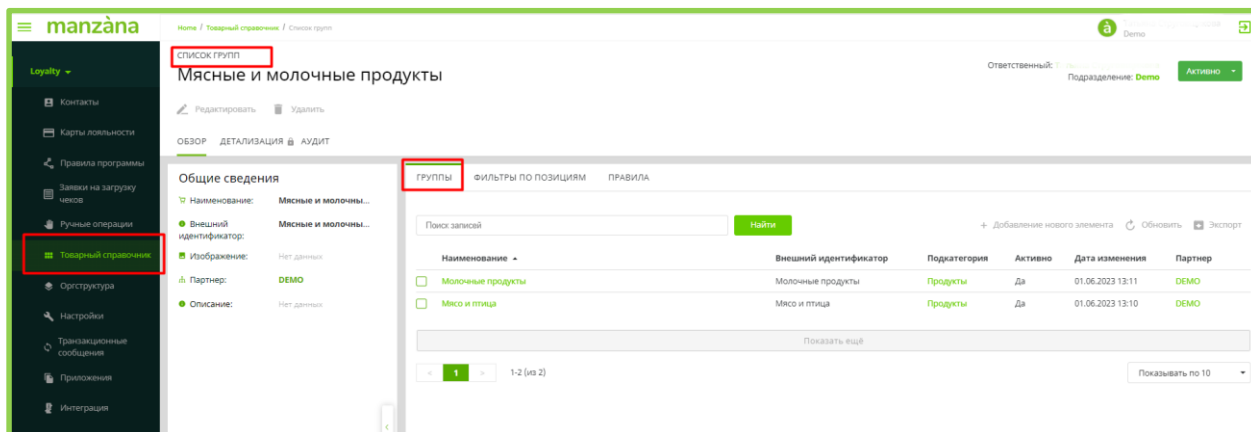 manzàna
Home / Товарный справочник / Список групп
à
Demo
Loyalty
СПИСОК ГРУПП
Мясные и молочные продукты
Ответственный:
Подразделение: Demo
Активно
Редактировать Удалить
ОБЗОР ДЕТАЛИЗАЦИЯ АУДИТ
Контакты
Карты лояльности
Правила программы
Заявки на загрузку
чеков
Ручные операции
Товарный справочник
Оргструктура
Настройки
Транзакционные
сообщения
Приложения
Интеграция
Общие сведения
Наименование: Мясные и молочны...
Внешний Мясные и молочны...
идентификатор:
Изображение: Нет данных
Партнер: DEMO
Описание: Нет данных
ГРУППЫ ФИЛЬТРЫ ПО ПОЗИЦИЯМ ПРАВИЛА
Поиск записей Найти + Добавление нового элемента Обновить Экспорт
Наименование Внешний идентификатор Подкатегория Активно Дата изменения Партнер
Молочные продукты Молочные продукты Продукты Да 01.06.2023 13:11 DEMO
Мясо и птица Мясо и птица Продукты Да 01.06.2023 13:10 DEMO
Показать ещё
< 1 > 1-2 (из 2) Показывать по 10
<